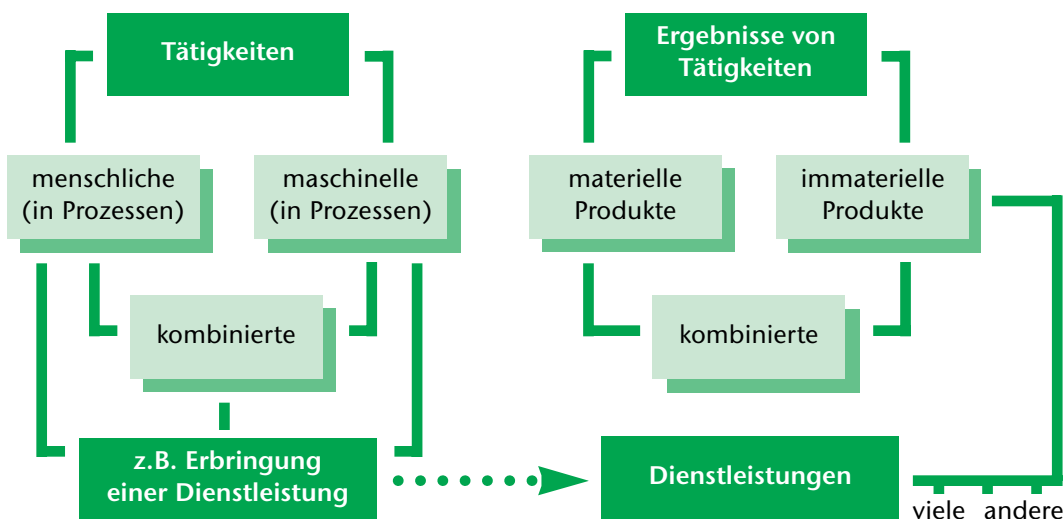 Tätigkeiten
menschliche
(in Prozessen)
maschinelle
(in Prozessen)
kombinierte
z.B. Erbringung
einer Dienstleistung
Ergebnisse von
Tätigkeiten
materielle
Produkte
immaterielle
Produkte
kombinierte
Dienstleistungen
viele andere